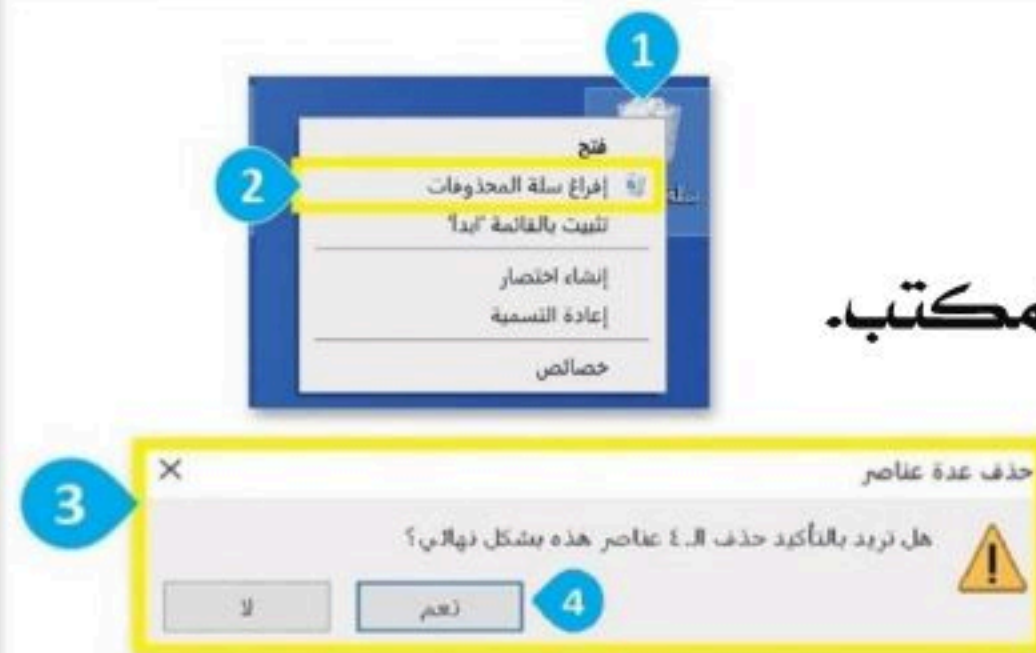 1
فتح
2
إفراغ سلة المحذوفات
سلة
تثبيت بالقائمة "ابدأ"
إنشاء اختصار
إعادة التسمية
خصائص
مكتب.
3
حذف عدة عناصر
هل تريد بالتأكيد حذف الـ ٤ عناصر هذه بشكل نهائي؟
4
نعم
لا